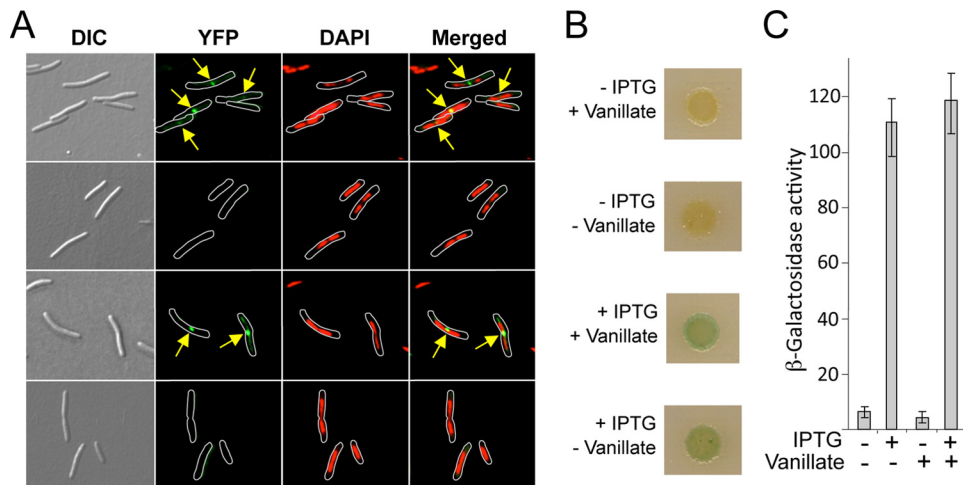 A
B
C
DIC YFP DAPI Merged
- IPTG
+ Vanillate
- IPTG
- Vanillate
+ IPTG
+ Vanillate
+ IPTG
- Vanillate
β-Galactosidase activity
120
100
80
60
40
20
IPTG - + - +
Vanillate - - + +